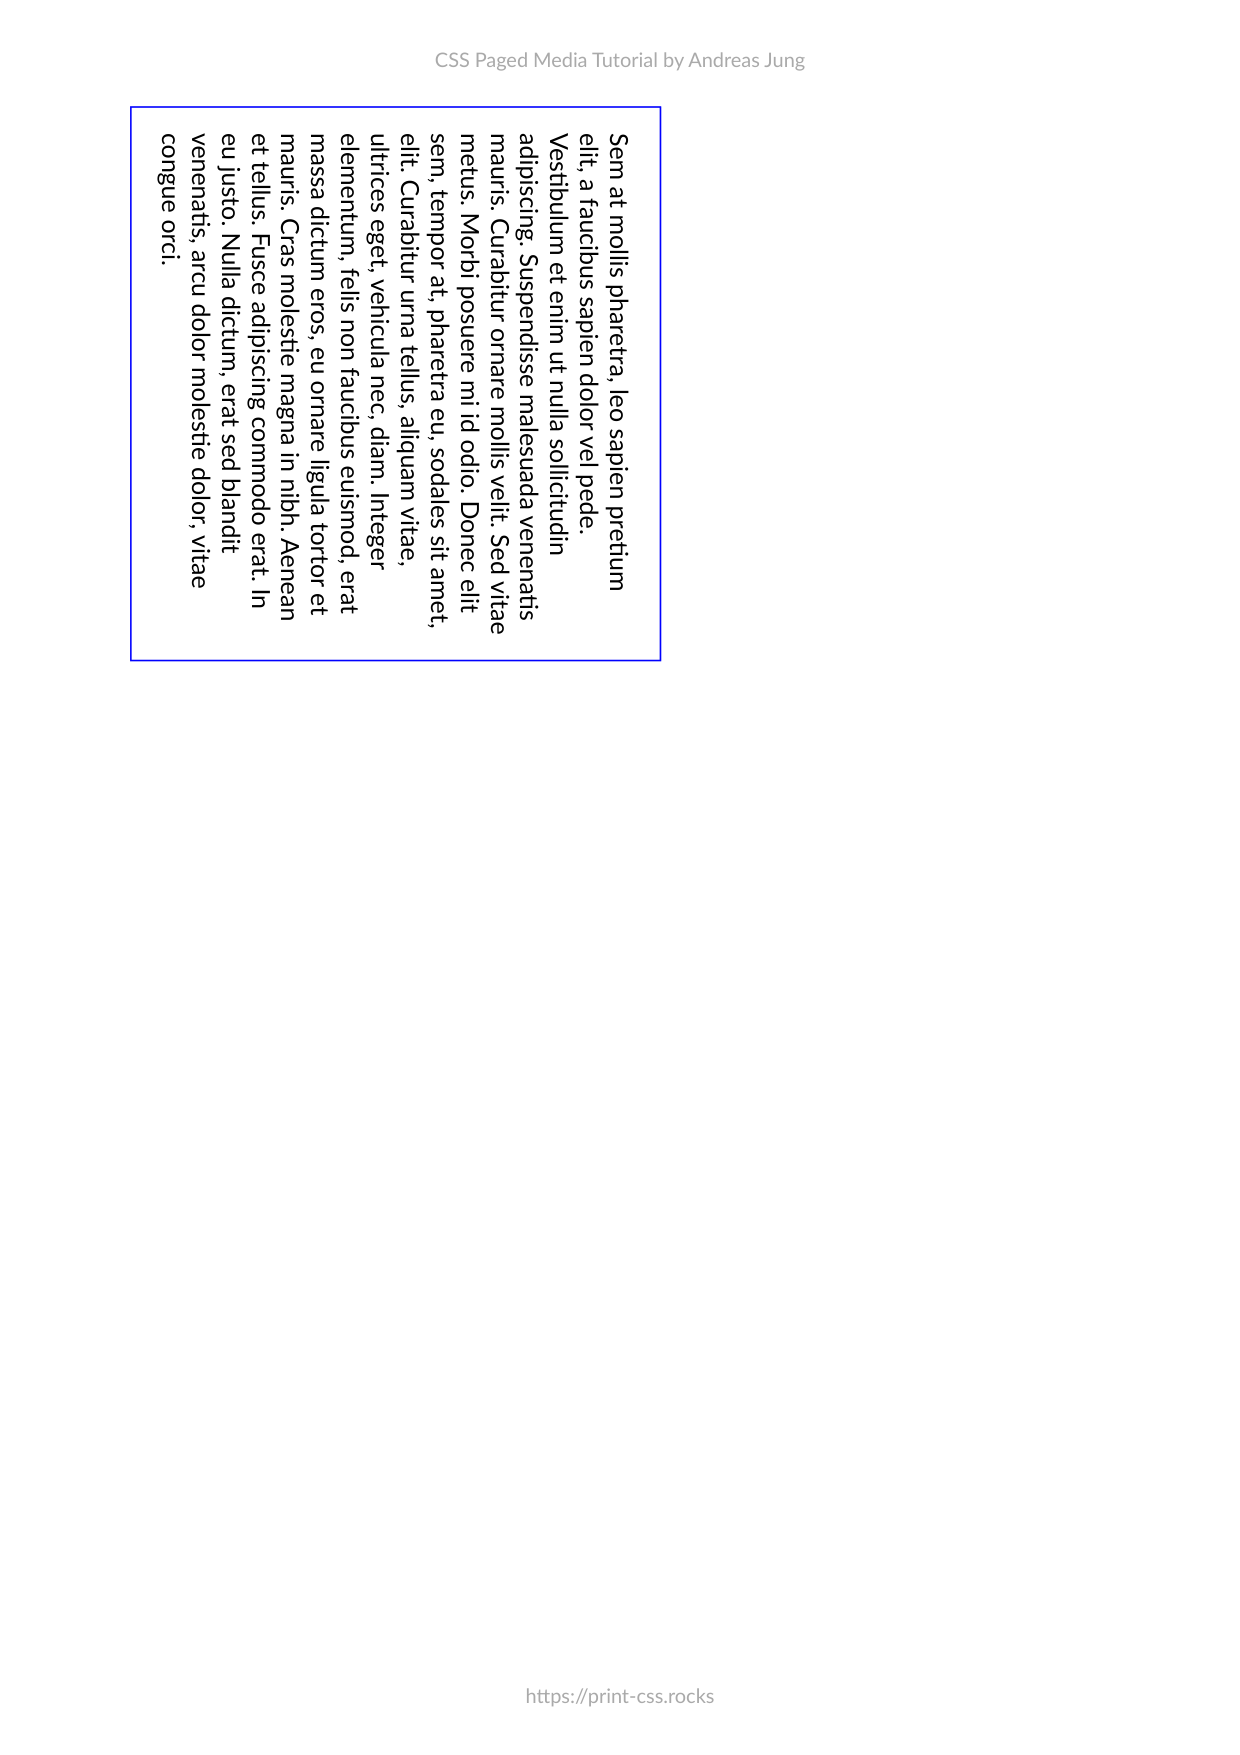 CSS Paged Media Tutorial by Andreas Jung
Sem at mollis pharetra, leo sapien pretium
elit, a faucibus sapien dolor vel pede.
Vestibulum et enim ut nulla sollicitudin
adipiscing. Suspendisse malesuada venenatis
mauris. Curabitur ornare mollis velit. Sed vitae
metus. Morbi posuere mi id odio. Donec elit
sem, tempor at, pharetra eu, sodales sit amet,
elit. Curabitur urna tellus, aliquam vitae,
ultrices eget, vehicula nec, diam. Integer
elementum, felis non faucibus euismod, erat
massa dictum eros, eu ornare ligula tortor et
mauris. Cras molestie magna in nibh. Aenean
et tellus. Fusce adipiscing commodo erat. In
eu justo. Nulla dictum, erat sed blandit
venenatis, arcu dolor molestie dolor, vitae
congue orci.
https://print-css.rocks